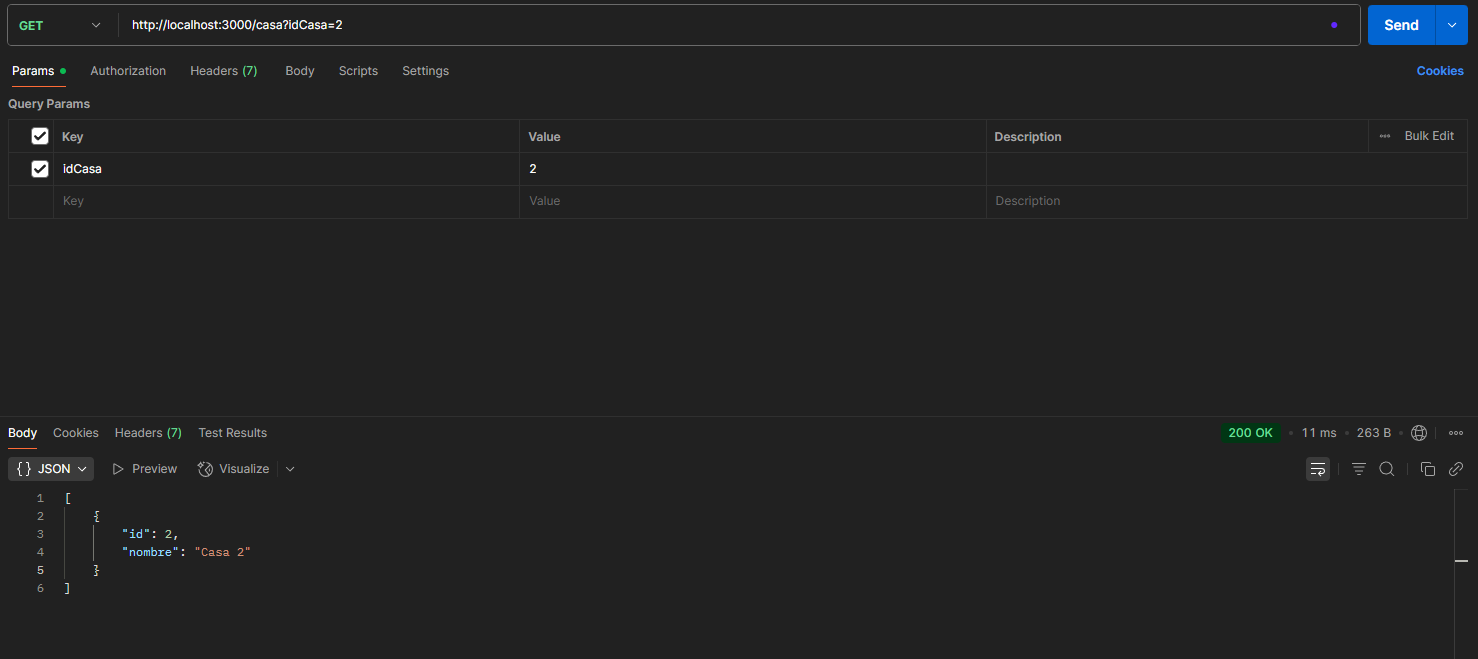 GET http://localhost:3000/casa?idCasa=2 Send
Params Authorization Headers (7) Body Scripts Settings Cookies
Query Params
Key Value Description Bulk Edit
idCasa 2
Key Value Description
Body Cookies Headers (7) Test Results 200 OK 11 ms 263 B
{} JSON Preview Visualize
1 [
2 {
3 "id": 2,
4 "nombre": "Casa 2"
5 }
6 ]